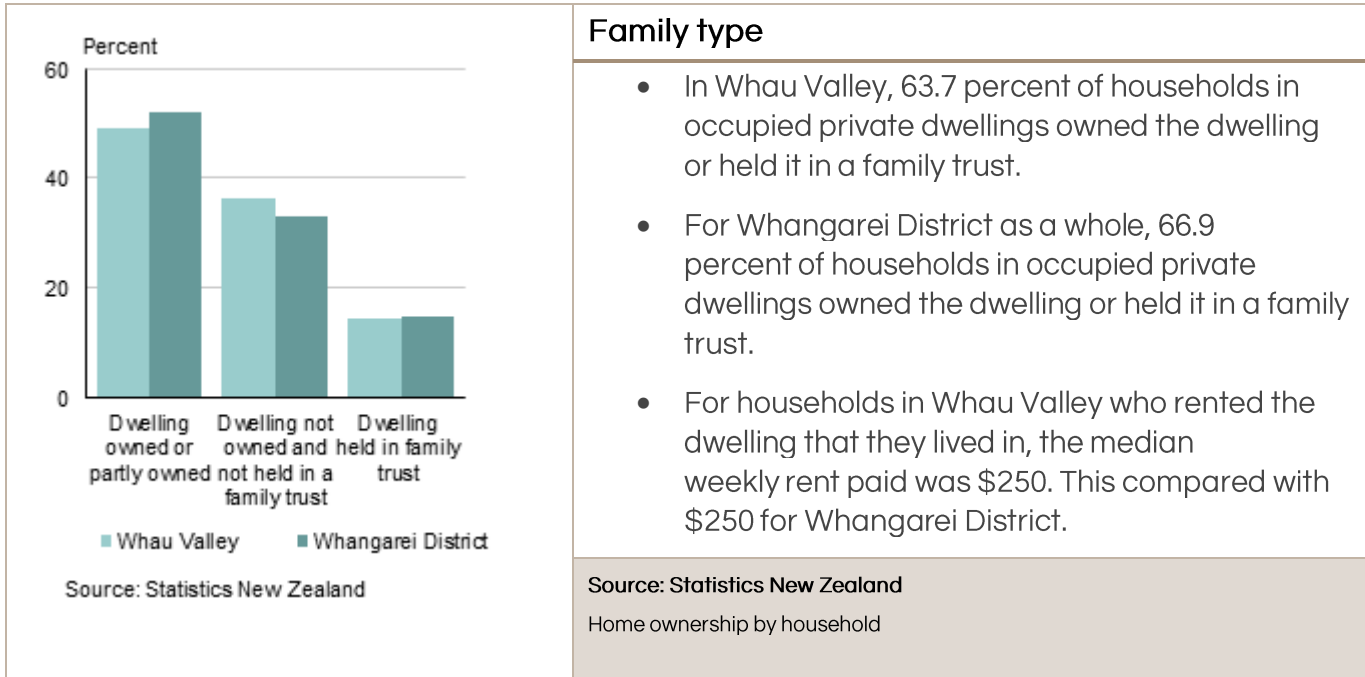 Percent
60
40
20
0
Dwelling owned or partly owned
Dwelling not owned and not held in a family trust
Dwelling held in family trust
Whau Valley
Whangarei District
Source: Statistics New Zealand
Family type
• In Whau Valley, 63.7 percent of households in
occupied private dwellings owned the dwelling
or held it in a family trust.
• For Whangarei District as a whole, 66.9
percent of households in occupied private
dwellings owned the dwelling or held it in a family
trust.
• For households in Whau Valley who rented the
dwelling that they lived in, the median
weekly rent paid was $250. This compared with
$250 for Whangarei District.
Source: Statistics New Zealand
Home ownership by household